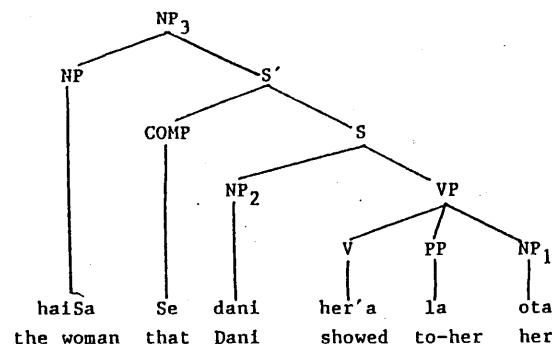 NP₃
NP S′
COMP S
NP₂ VP
V PP NP₁
haiSa Se dani her'a la ota
the woman that Dani showed to-her her